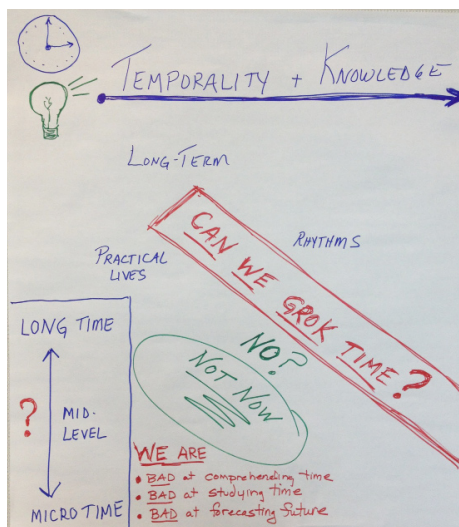 TEMPORALITY + KNOWLEDGE
LONG-TERM
RHYTHMS
PRACTICAL
LIVES
CAN WE GROK TIME?
NO?
NOT NOW
LONG TIME
?
MID-
LEVEL
MICRO TIME
WE ARE
• BAD at comprehending time
• BAD at studying time
• BAD at forecasting future